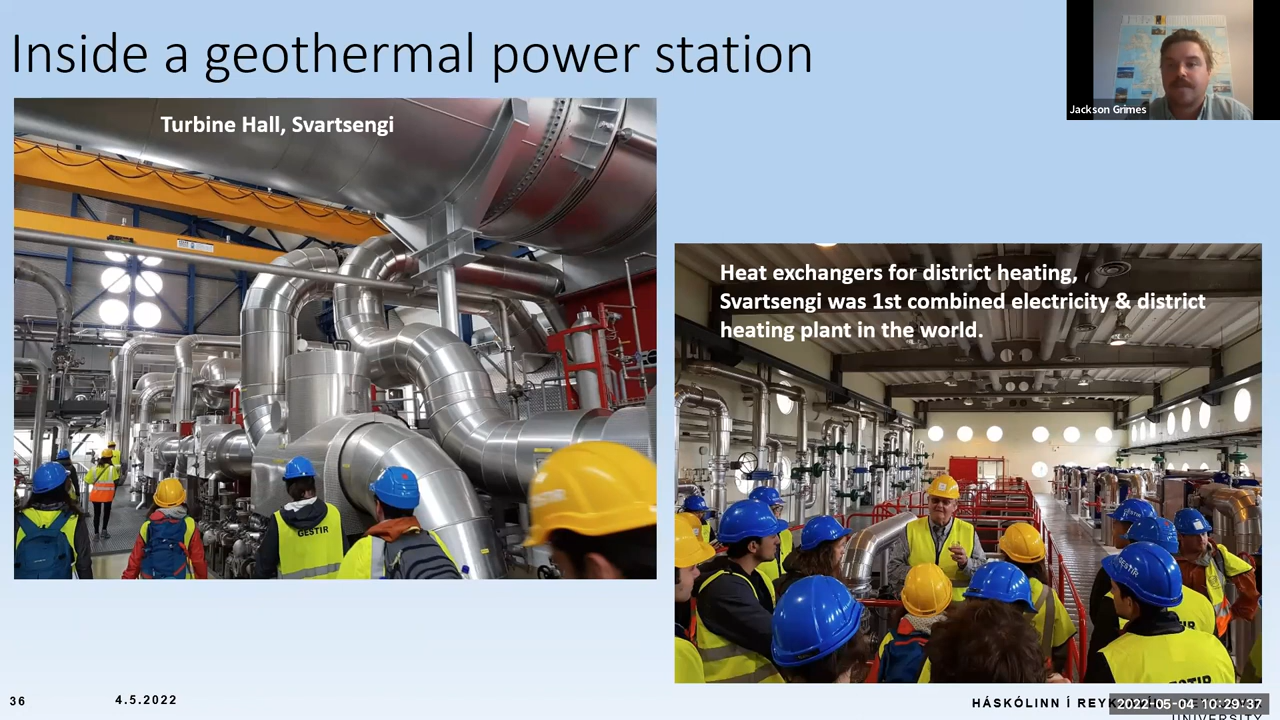 Inside a geothermal power station
Jackson Grimes
Turbine Hall, Svartsengi
Heat exchangers for district heating,
Svartsengi was 1st combined electricity & district
heating plant in the world.
GESTIR
GESTIR
GESTIR
36
4.5.2022
HÁSKÓLINN Í
2022-05-04 10:29:37
UNIVERSITY